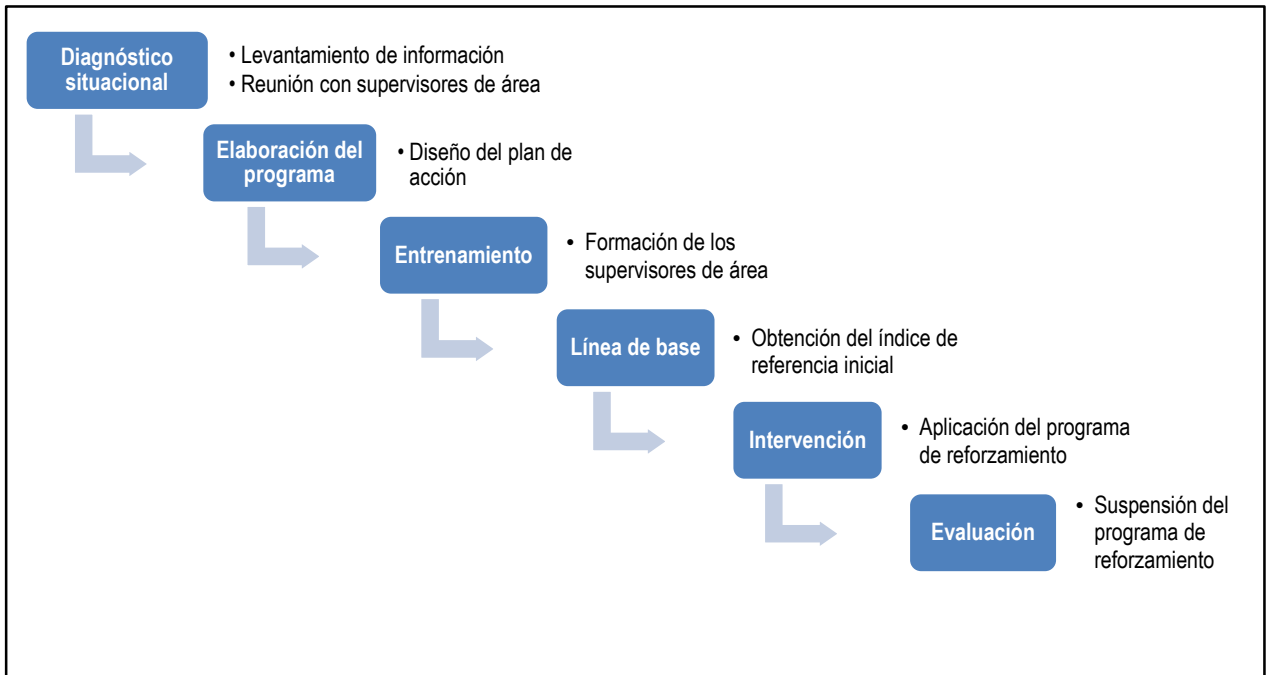 Diagnóstico
situacional
• Levantamiento de información
• Reunión con supervisores de área
Elaboración del
programa
• Diseño del plan de
acción
Entrenamiento
• Formación de los
supervisores de área
Línea de base
• Obtención del índice de
referencia inicial
Intervención
• Aplicación del programa
de reforzamiento
Evaluación
• Suspensión del
programa de
reforzamiento